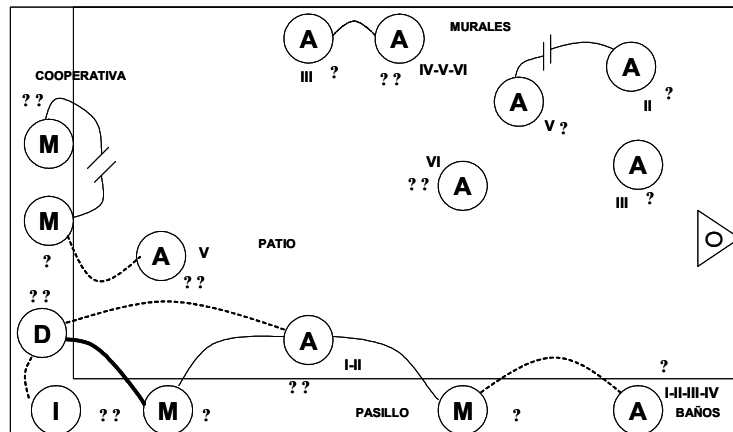 MURALES
A
A
III
?
? ?
IV-V-VI
A
II
?
COOPERATIVA
? ?
M
A
V ?
VI
? ?
A
A
III
?
M
?
A
V
? ?
PATIO
O
? ?
D
A
I-II
? ?
I
? ?
M
?
PASILLO
M
?
?
A
I-II-III-IV
BAÑOS